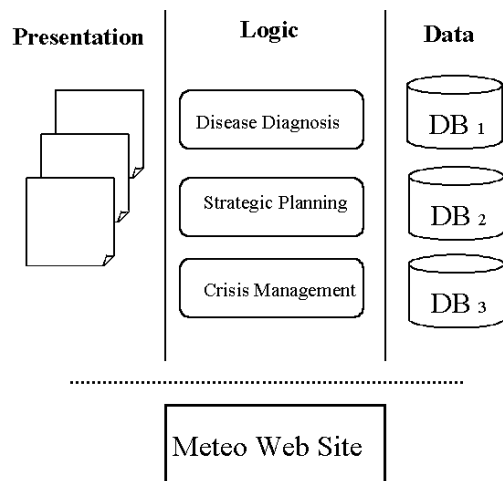 Presentation
Logic
Data
Disease Diagnosis
DB 1
Strategic Planning
DB 2
Crisis Management
DB 3
Meteo Web Site